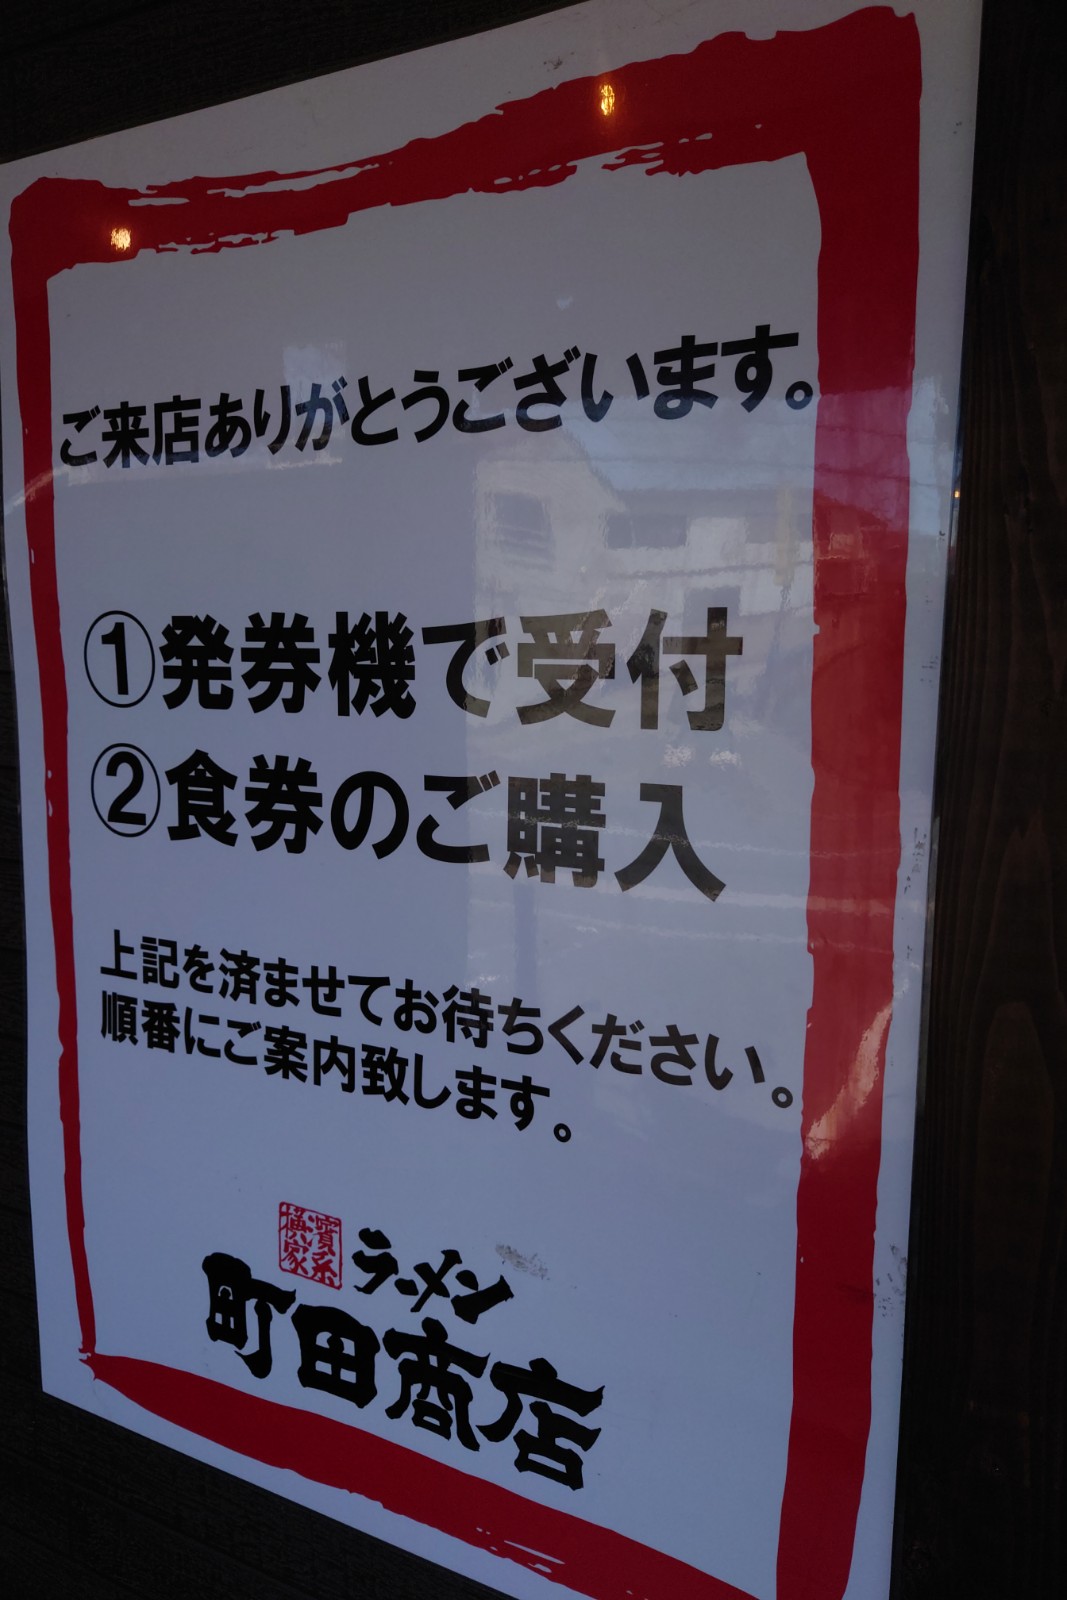 ご来店ありがとうございます。
①発券機で受付
②食券のご購入
上記を済ませてお待ちください。
順番にご案内致します。
横濱家系
ラーメン
町田商店